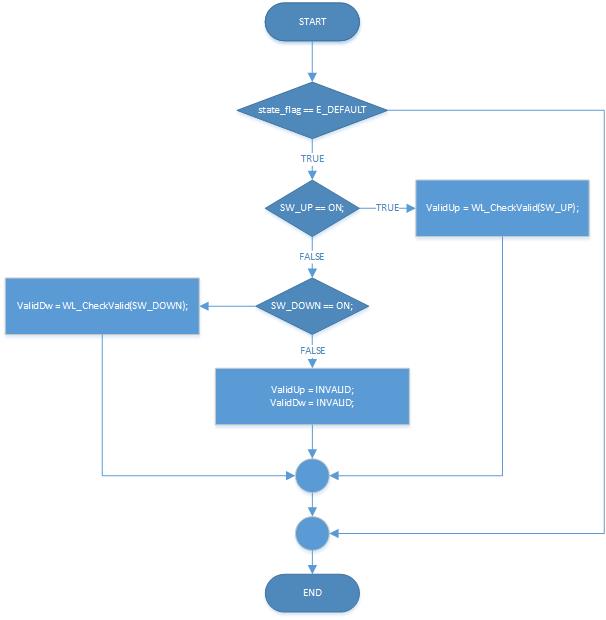 START
state_flag == E_DEFAULT
TRUE
SW_UP == ON;
TRUE
ValidUp = WL_CheckValid(SW_UP);
FALSE
ValidDw = WL_CheckValid(SW_DOWN);
SW_DOWN == ON;
FALSE
ValidUp = INVALID;
ValidDw = INVALID;
END